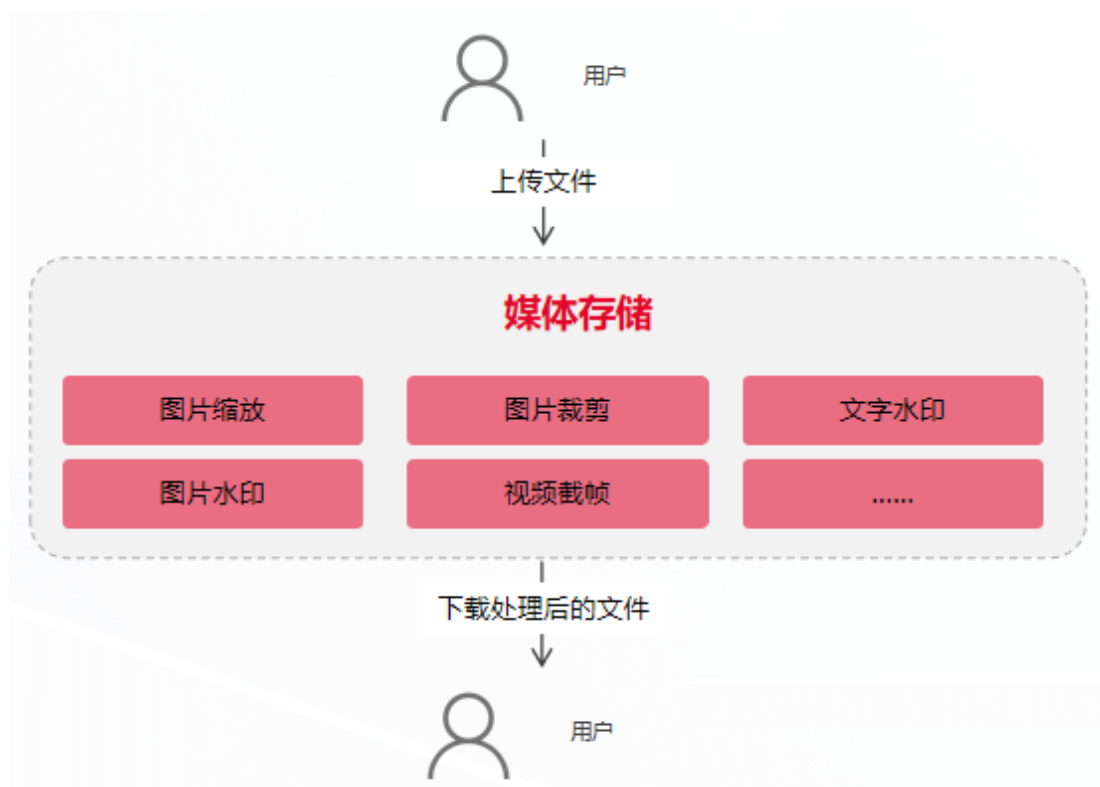 用户
上传文件
媒体存储
图片缩放
图片裁剪
文字水印
图片水印
视频截帧
......
下载处理后的文件
用户